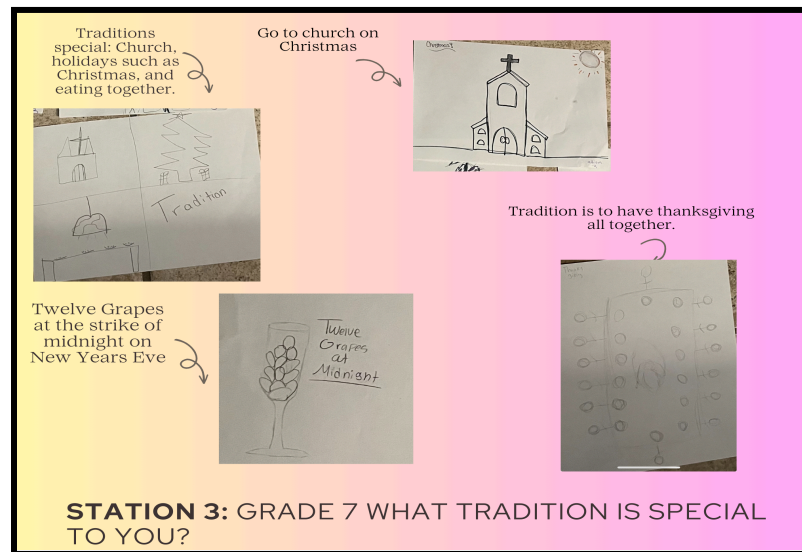 Traditions
special: Church,
holidays such as
Christmas, and
eating together.
Go to church on
Christmas
Christmas
Tradition
Tradition is to have thanksgiving
all together.
Twelve Grapes
at the strike of
midnight on
New Years Eve
Twelve
Grapes
at
Midnight
STATION 3: GRADE 7 WHAT TRADITION IS SPECIAL
TO YOU?